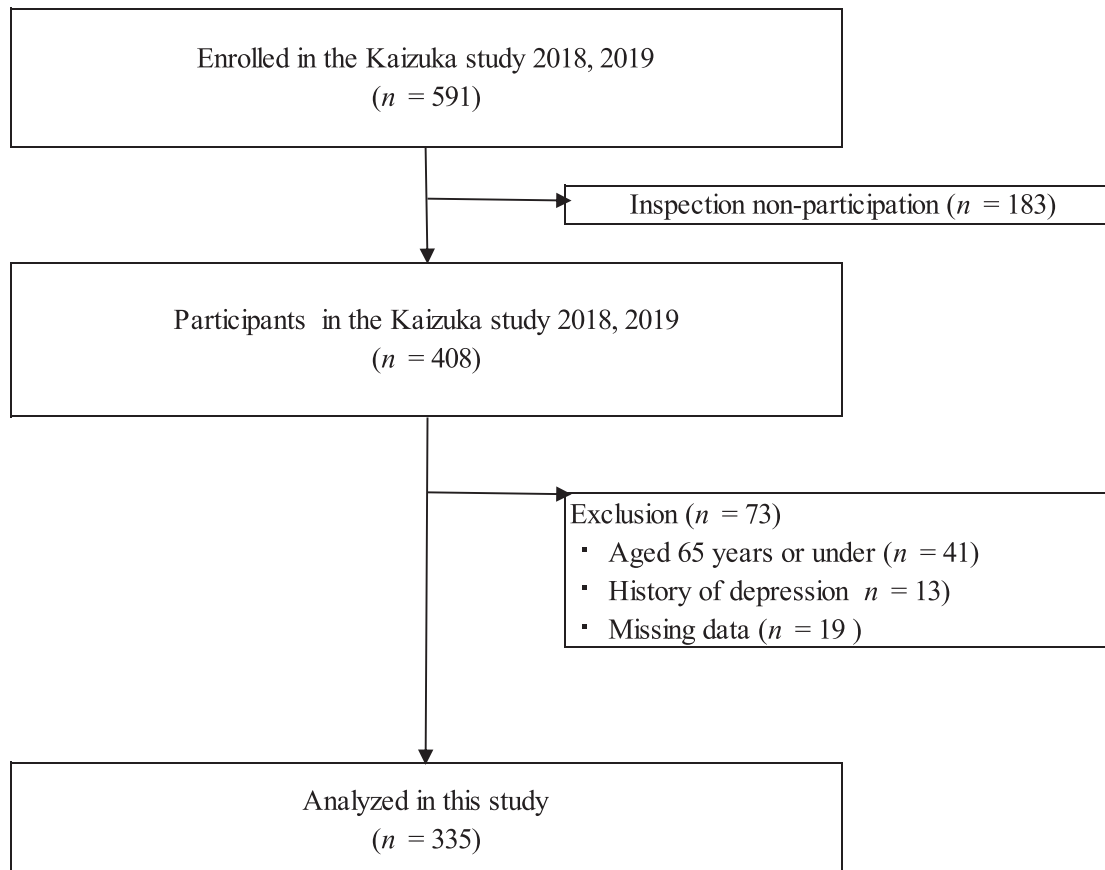 Enrolled in the Kaizuka study 2018, 2019
(n = 591)
Inspection non-participation (n = 183)
Participants in the Kaizuka study 2018, 2019
(n = 408)
Exclusion (n = 73)
▪ Aged 65 years or under (n = 41)
▪ History of depression n = 13)
▪ Missing data (n = 19 )
Analyzed in this study
(n = 335)